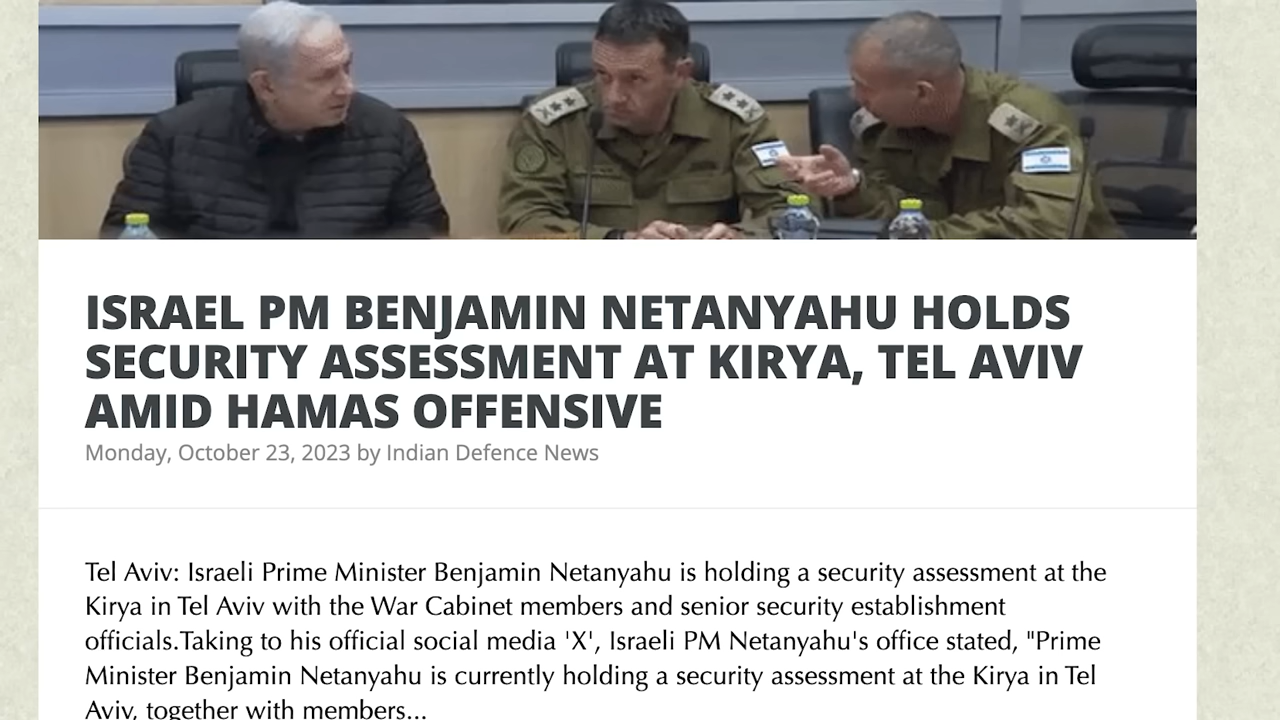 ISRAEL PM BENJAMIN NETANYAHU HOLDS
SECURITY ASSESSMENT AT KIRYA, TEL AVIV
AMID HAMAS OFFENSIVE
Monday, October 23, 2023 by Indian Defence News
Tel Aviv: Israeli Prime Minister Benjamin Netanyahu is holding a security assessment at the
Kirya in Tel Aviv with the War Cabinet members and senior security establishment
officials.Taking to his official social media 'X', Israeli PM Netanyahu's office stated, "Prime
Minister Benjamin Netanyahu is currently holding a security assessment at the Kirya in Tel
Aviv, together with members...